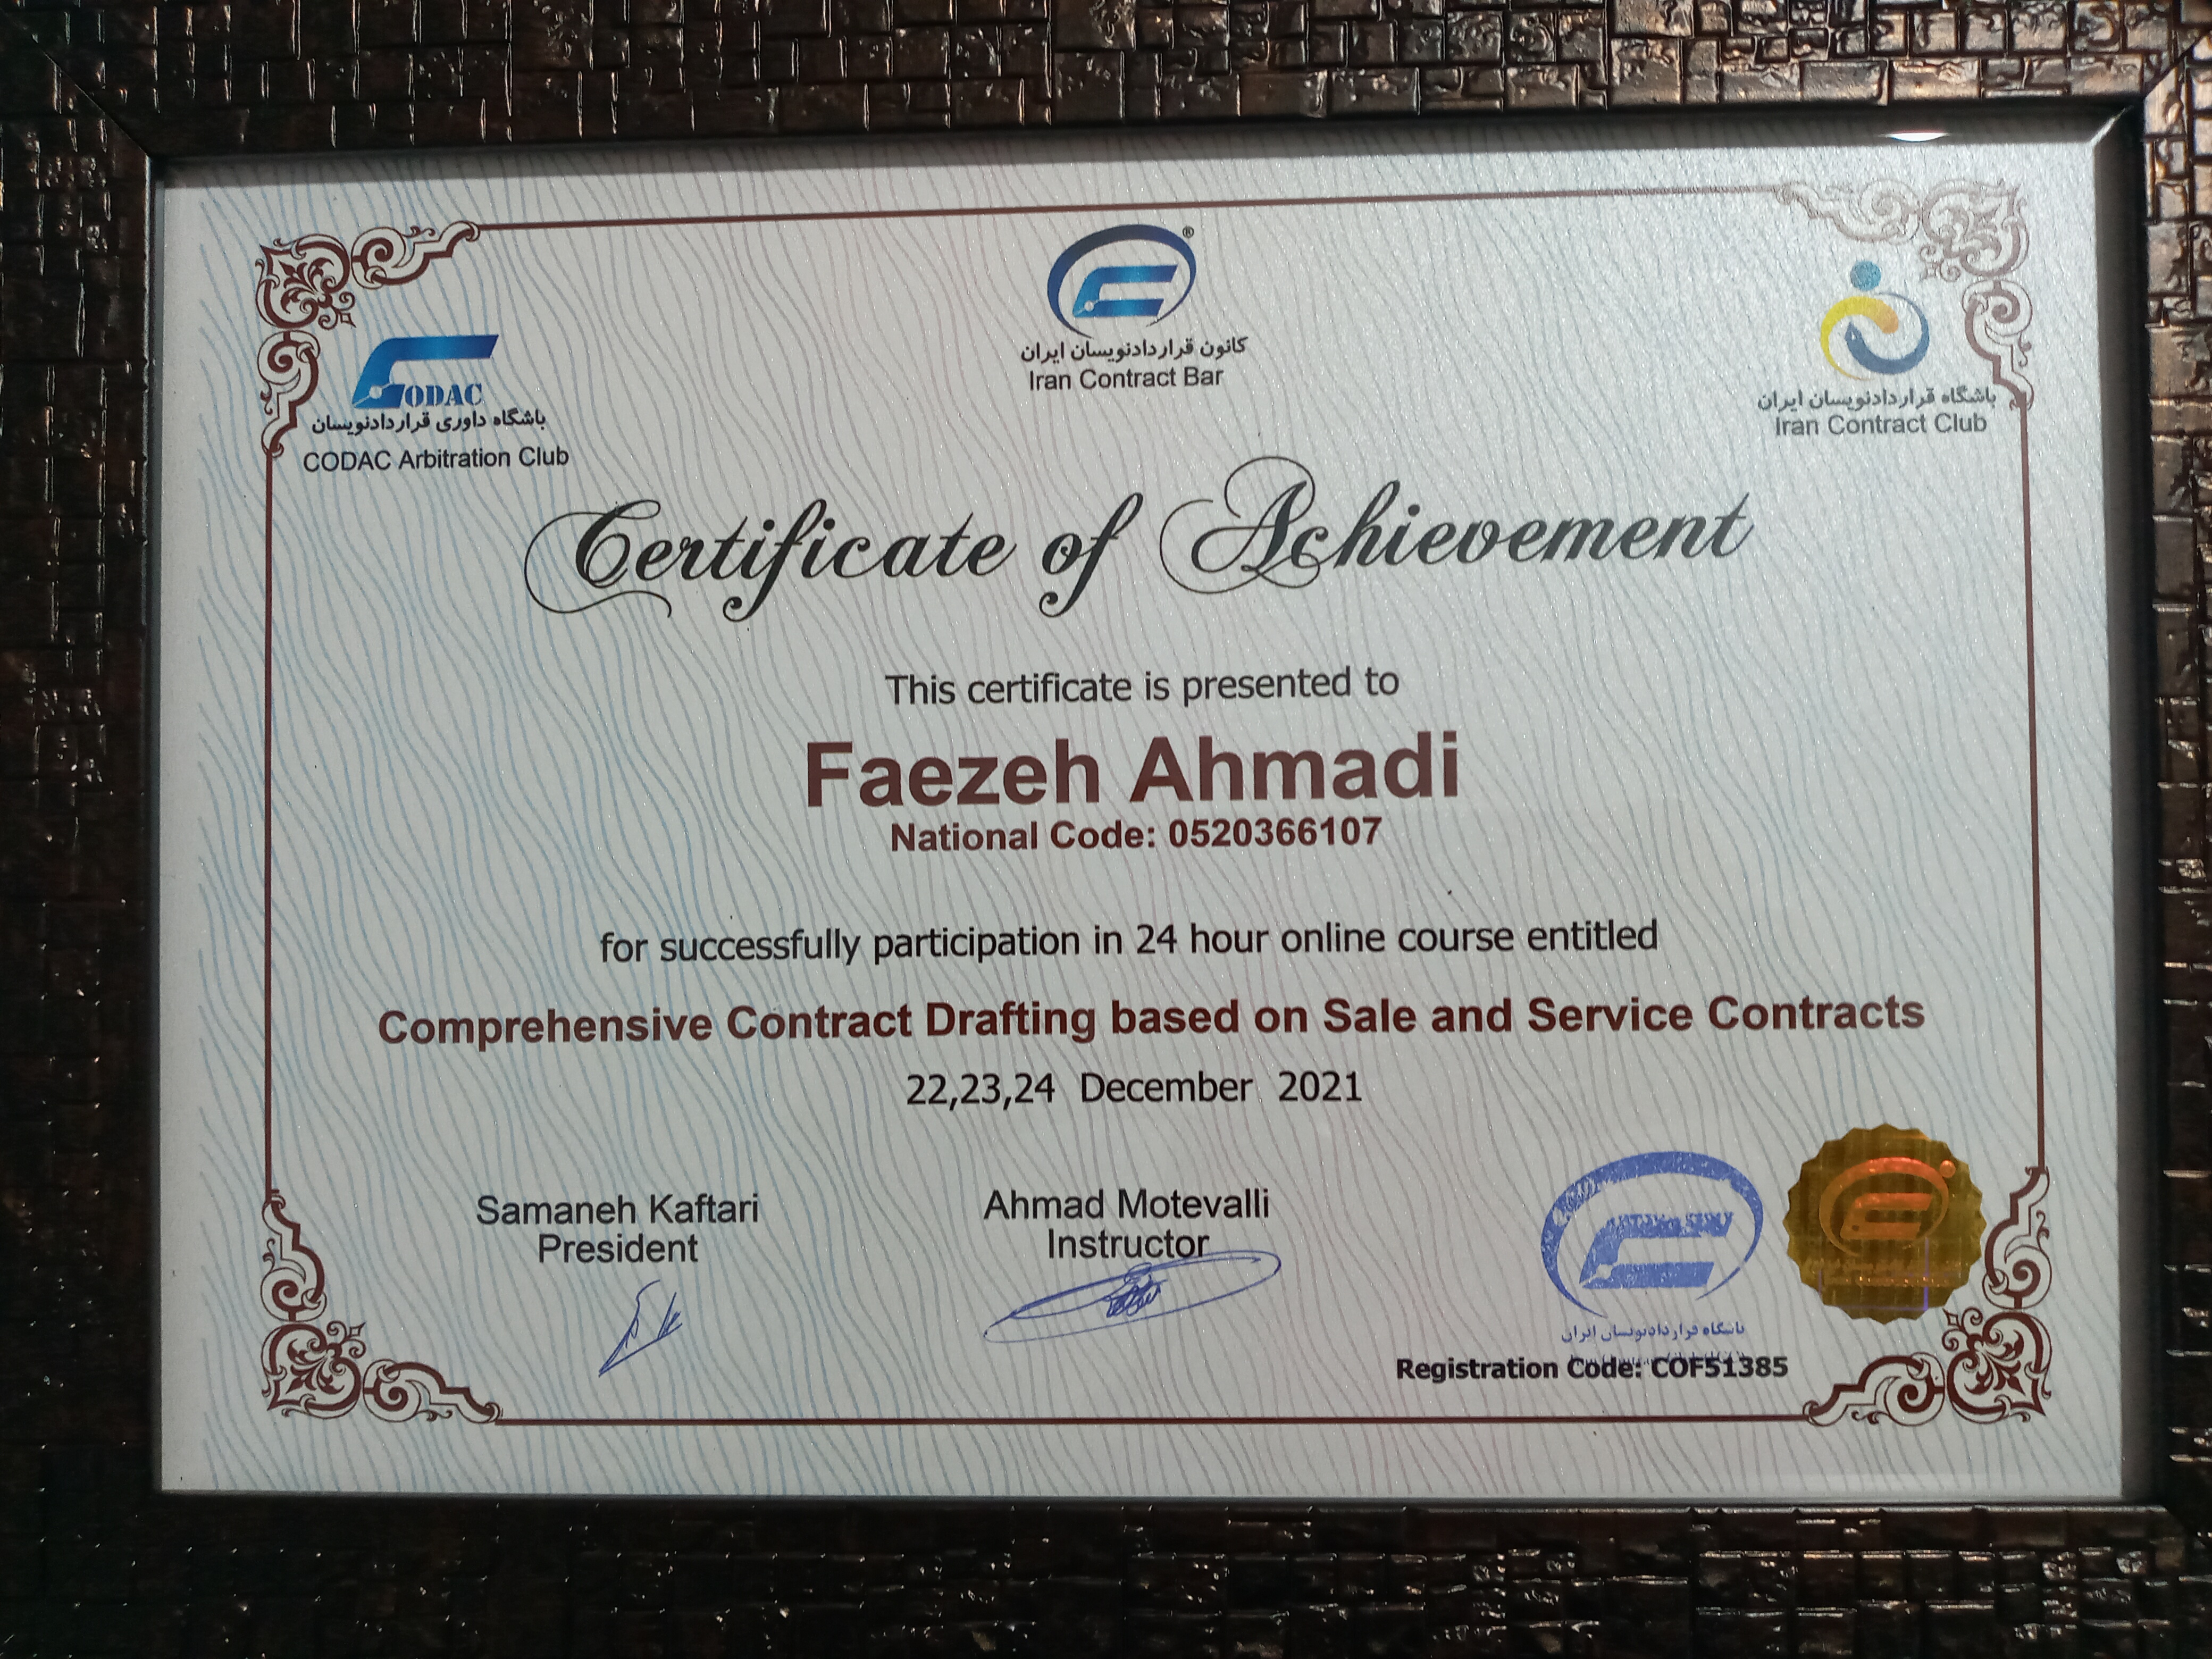 ODAC
باشگاه داوری قراردادنویسان
CODAC Arbitration Club
®
کانون قراردادنویسان ایران
Iran Contract Bar
باشگاه قراردادنویسان ایران
Iran Contract Club
Certificate of Achievement
This certificate is presented to
Faezeh Ahmadi
National Code: 0520366107
for successfully participation in 24 hour online course entitled
Comprehensive Contract Drafting based on Sale and Service Contracts
22,23,24 December 2021
Samaneh Kaftari
President
Ahmad Motevalli
Instructor
باشگاه قراردادنویسان ایران
Registration Code: COF51385